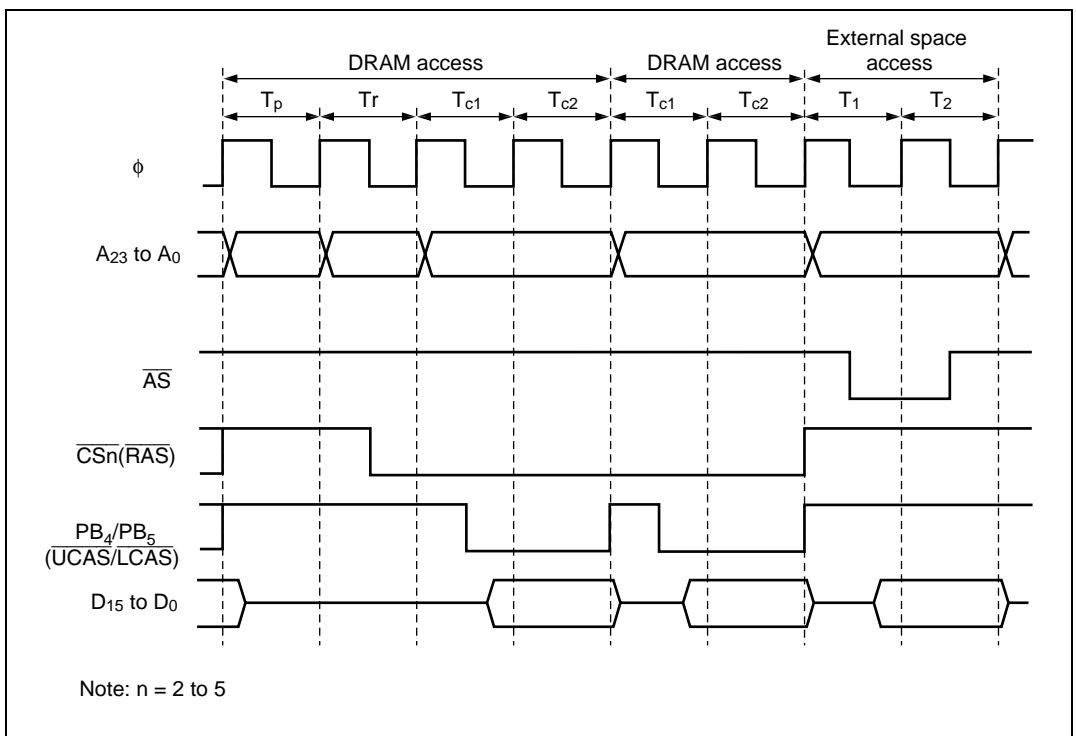 External space
DRAM access DRAM access access
Tp Tr Tc1 Tc2 Tc1 Tc2 T1 T2
φ
A23 to A0
AS
CSn(RAS)
PB4/PB5
(UCAS/LCAS)
D15 to D0
Note: n = 2 to 5